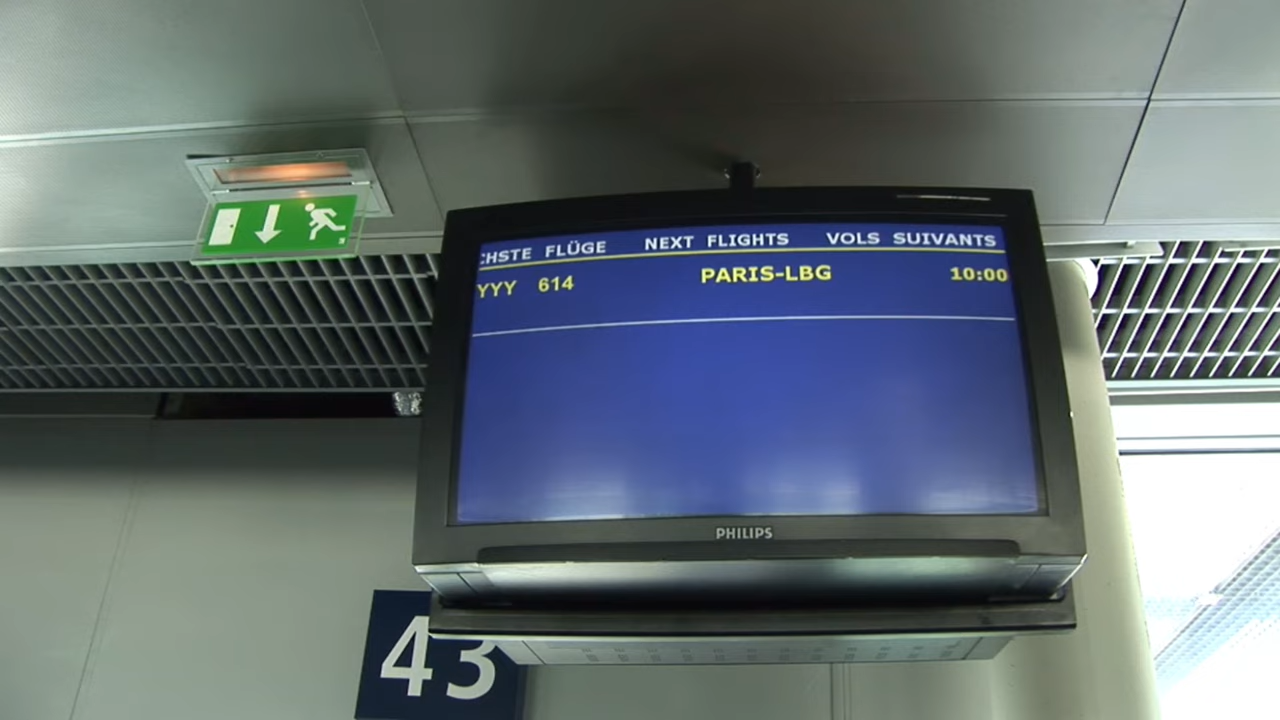 CHSTE FLÜGE NEXT FLIGHTS VOLS SUIVANTS
YYY 614 PARIS-LBG 10:00
PHILIPS
43